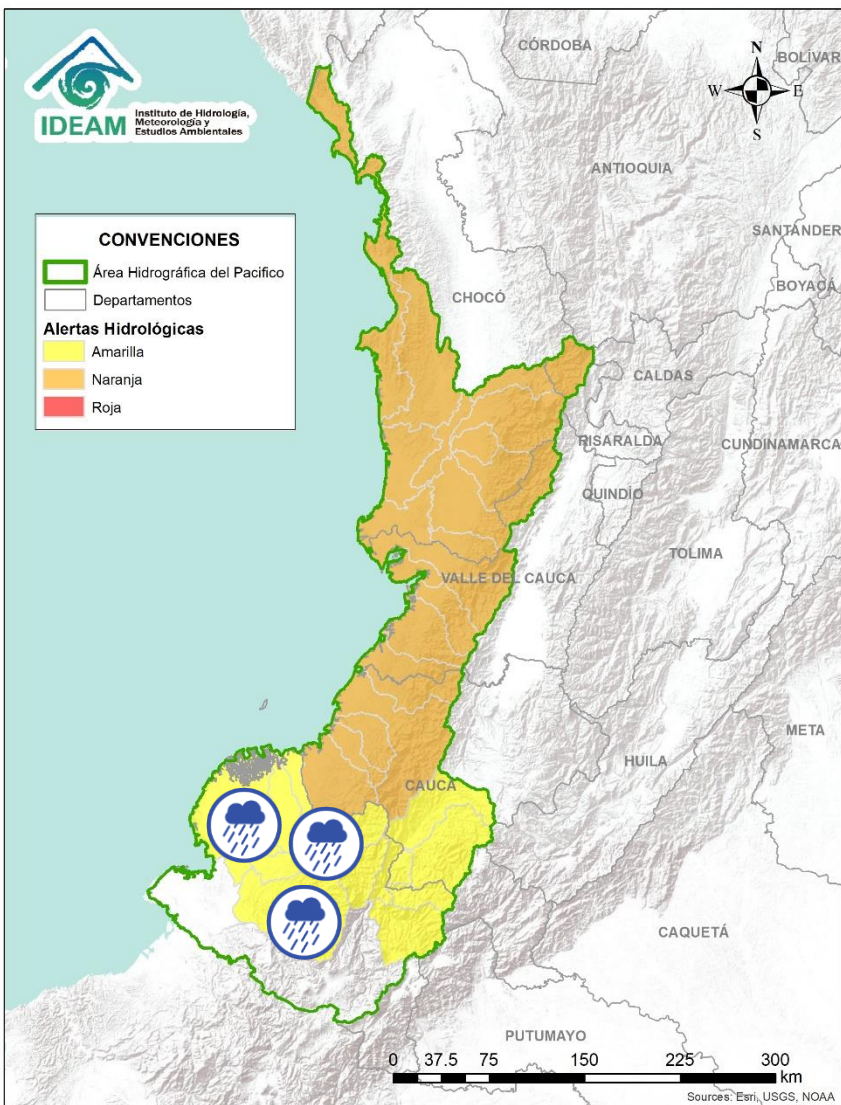 IDEAM
Instituto de Hidrología,
Meteorología y
Estudios Ambientales
CÓRDOBA
BOLÍVAR
N
W
E
S
ANTIOQUIA
SANTANDER
BOYACÁ
CONVENCIONES
Área Hidrográfica del Pacifico
Departamentos
Alertas Hidrológicas
Amarilla
Naranja
Roja
CHOCÓ
CALDAS
RISARALDA
CUNDINAMARCA
QUINDÍO
TOLIMA
VALLE DEL CAUCA
META
HUILA
CAUCA
CAQUETÁ
PUTUMAYO
0 37.5 75 150 225 300
km
Sources: Esri, USGS, NOAA